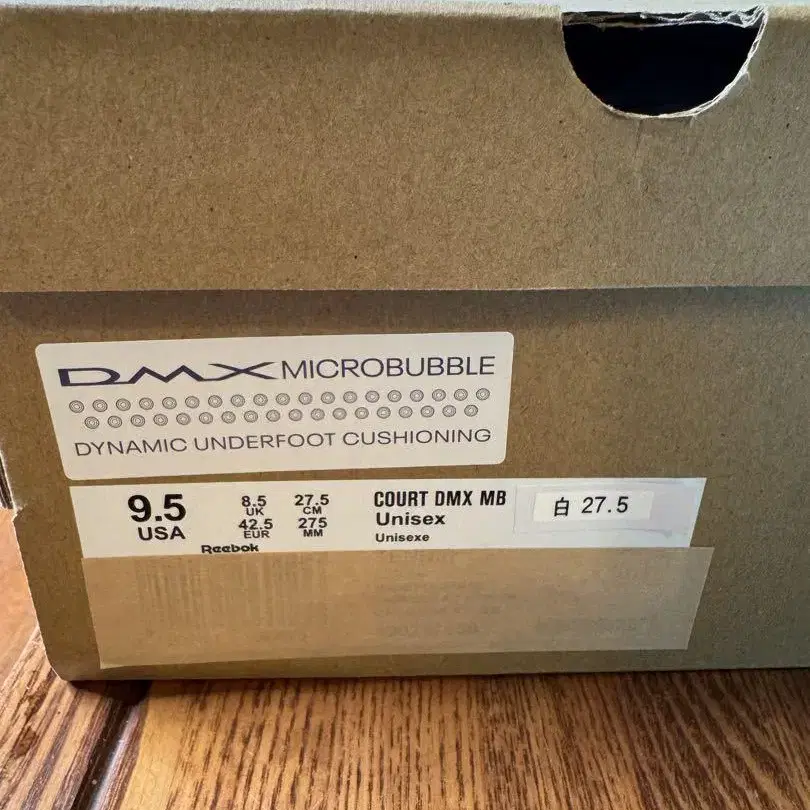 DMX MICROBUBBLE
DYNAMIC UNDERFOOT CUSHIONING
9.5
USA
8.5
UK
42.5
EUR
27.5
CM
275
MM
Reebok
COURT DMX MB
Unisex
Unisexe
白 27.5